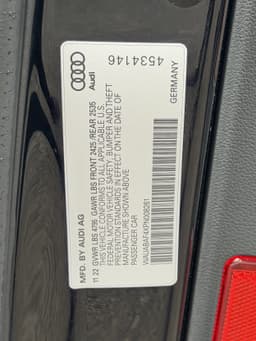 Audi
4534146
GERMANY
MFD. BY AUDI AG
11.22 GVWR LBS 4795 GAWR LBS FRONT 2425 /REAR 2535
THIS VEHICLE CONFORMS TO ALL APPLICABLE U.S.
FEDERAL MOTOR VEHICLE SAFETY, BUMPER AND THEFT
PREVENTION STANDARDS IN EFFECT ON THE DATE OF
MANUFACTURE SHOWN ABOVE
PASSENGER CAR